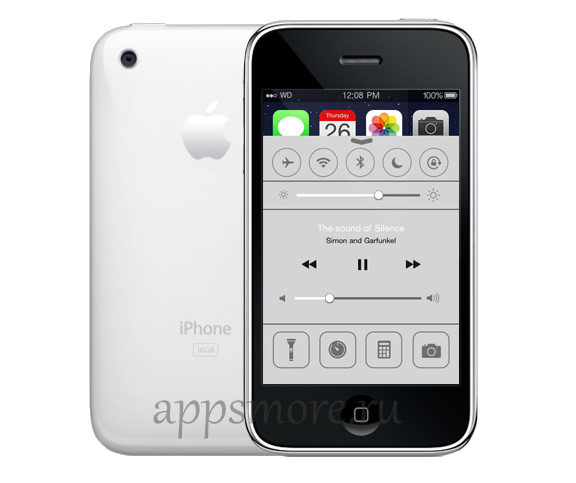 WD 12:08 PM 100%
Thursday
26
The sound of Silence
Simon and Garfunkel
iPhone
16GB
appsmore.ru